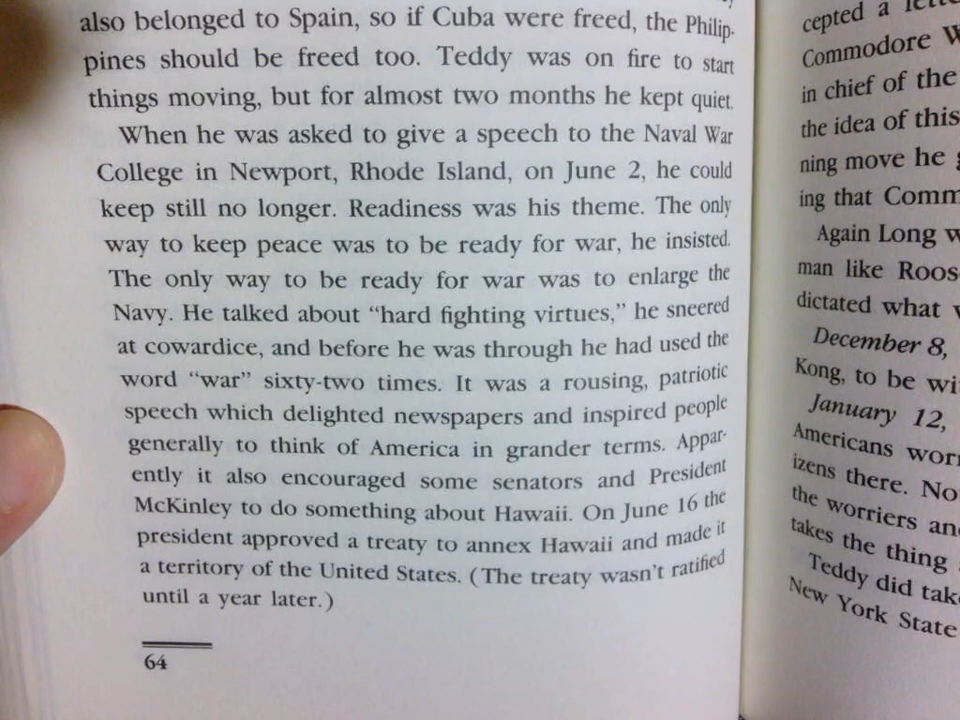 also belonged to Spain, so if Cuba were freed, the Philip-
pines should be freed too. Teddy was on fire to start
things moving, but for almost two months he kept quiet.
When he was asked to give a speech to the Naval War
College in Newport, Rhode Island, on June 2, he could
keep still no longer. Readiness was his theme. The only
way to keep peace was to be ready for war, he insisted.
The only way to be ready for war was to enlarge the
Navy. He talked about “hard fighting virtues,” he sneered
at cowardice, and before he was through he had used the
word “war” sixty-two times. It was a rousing, patriotic
speech which delighted newspapers and inspired people
generally to think of America in grander terms. Appar-
ently it also encouraged some senators and President
McKinley to do something about Hawaii. On June 16 the
president approved a treaty to annex Hawaii and made it
a territory of the United States. (The treaty wasn't ratified
until a year later.)
64
cepted a
Commodore
in chief of the
the idea of this
ning move he
ing that
Again Long
man like
dictated what
December 8,
Kong, to be
January 12,
Americans
izens there.
the worriers
takes the thing
Teddy did
New York State